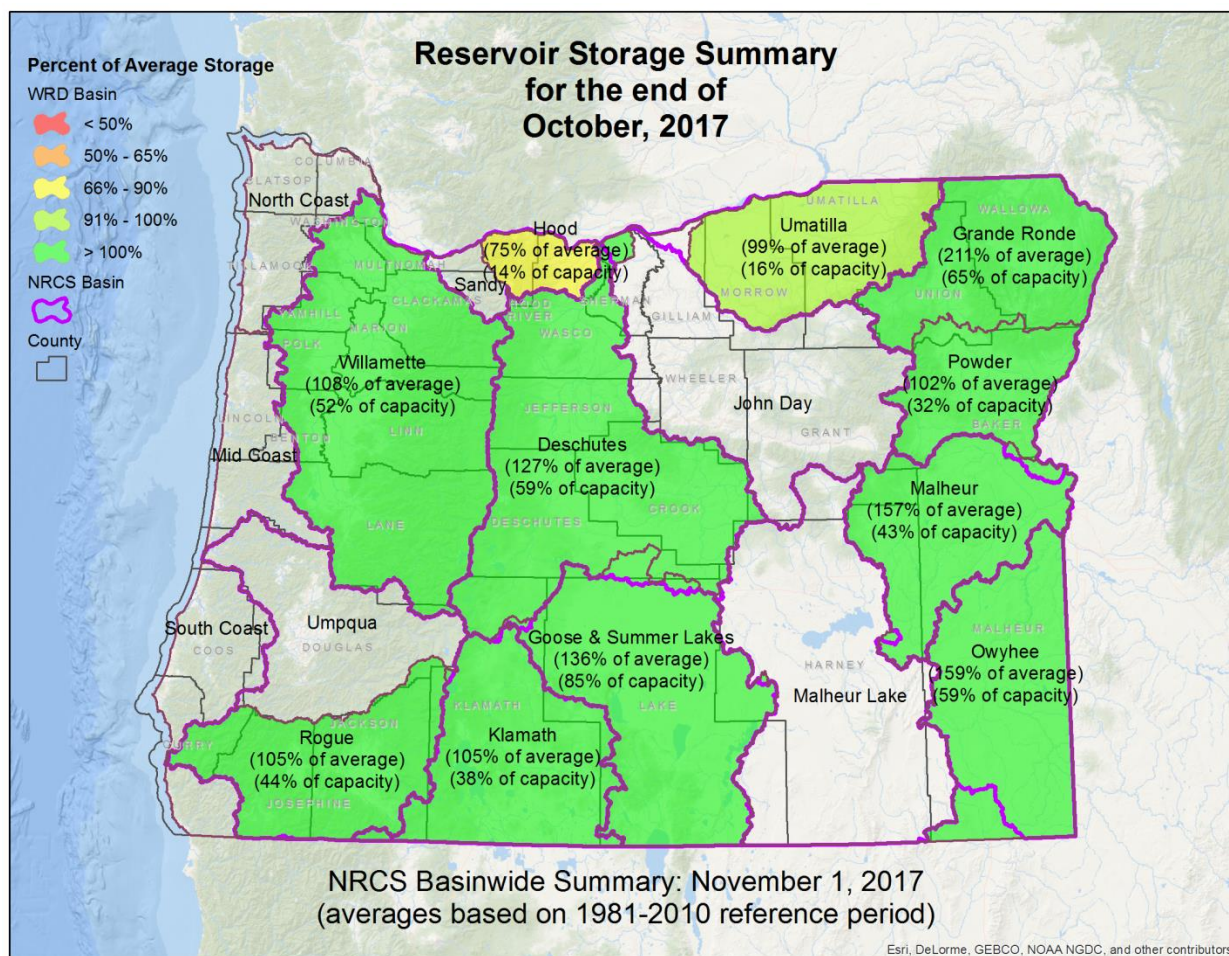 Reservoir Storage Summary
for the end of
October, 2017
Percent of Average Storage
WRD Basin
< 50%
50% - 65%
66% - 90%
91% - 100%
> 100%
NRCS Basin
County
COLUMBIA
CLATSOP
North Coast
WASHINGTON
TILLAMOOK
MULTNOMAH
Hood
(75% of average)
(14% of capacity)
Sandy
CLACKAMAS
HOOD
RIVER
SHERMAN
WASCO
GILLIAM
UMATILLA
Umatilla
(99% of average)
(16% of capacity)
MORROW
WALLOWA
Grande Ronde
(211% of average)
(65% of capacity)
UNION
YAMHILL
MARION
POLK
Willamette
(108% of average)
(52% of capacity)
LINCOLN
BENTON
LINN
Mid Coast
LANE
JEFFERSON
Deschutes
(127% of average)
(59% of capacity)
CROOK
DESCHUTES
WHEELER
John Day
GRANT
Powder
(102% of average)
(32% of capacity)
BAKER
Malheur
(157% of average)
(43% of capacity)
South Coast
COOS
Umpqua
DOUGLAS
Goose & Summer Lakes
(136% of average)
(85% of capacity)
LAKE
HARNEY
Malheur Lake
MALHEUR
Owyhee
(159% of average)
(59% of capacity)
CURRY
JACKSON
Rogue
(105% of average)
(44% of capacity)
JOSEPHINE
KLAMATH
Klamath
(105% of average)
(38% of capacity)
NRCS Basinwide Summary: November 1, 2017
(averages based on 1981-2010 reference period)
Esri, DeLorme, GEBCO, NOAA NGDC, and other contributors